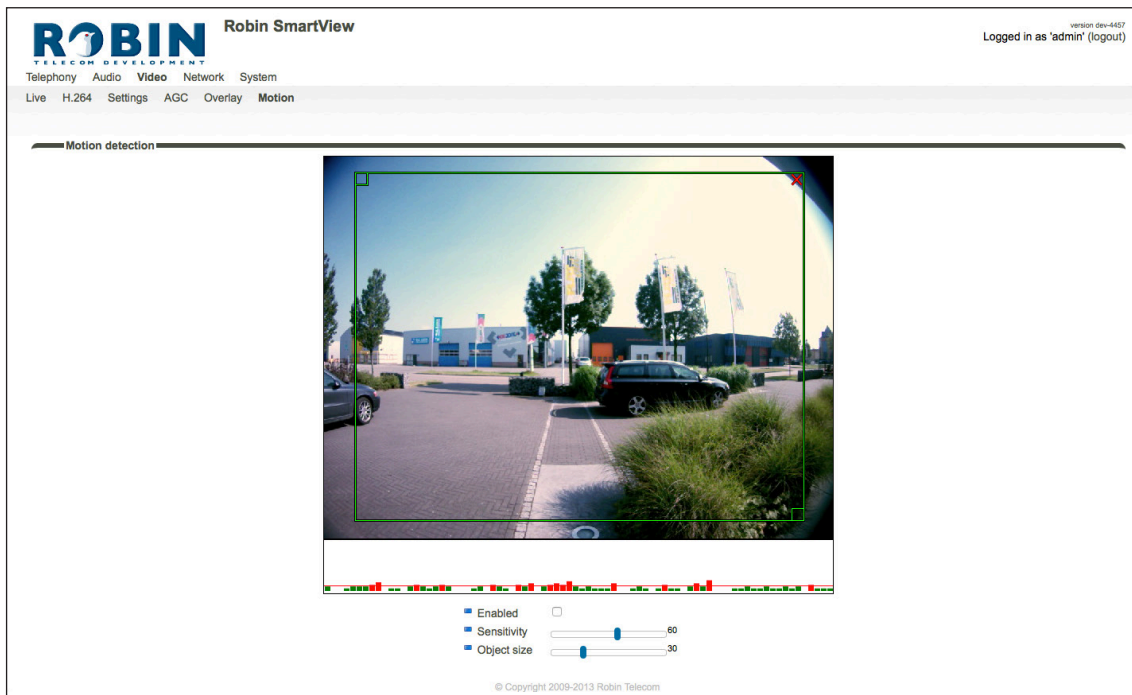 ROBIN
TELECOM DEVELOPMENT
Robin SmartView
version dev-4457
Logged in as 'admin' (logout)
Telephony Audio Video Network System
Live H.264 Settings AGC Overlay Motion
Motion detection
Enabled
Sensitivity 60
Object size 30
© Copyright 2009-2013 Robin Telecom